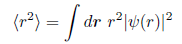 ⟨r²⟩ = ∫ dr r²|ψ(r)|²